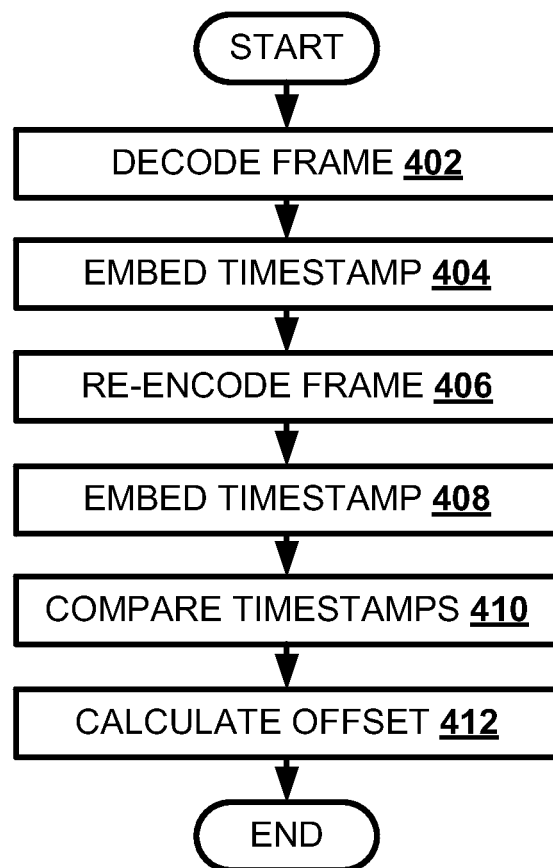 START
DECODE FRAME 402
EMBED TIMESTAMP 404
RE-ENCODE FRAME 406
EMBED TIMESTAMP 408
COMPARE TIMESTAMPS 410
CALCULATE OFFSET 412
END